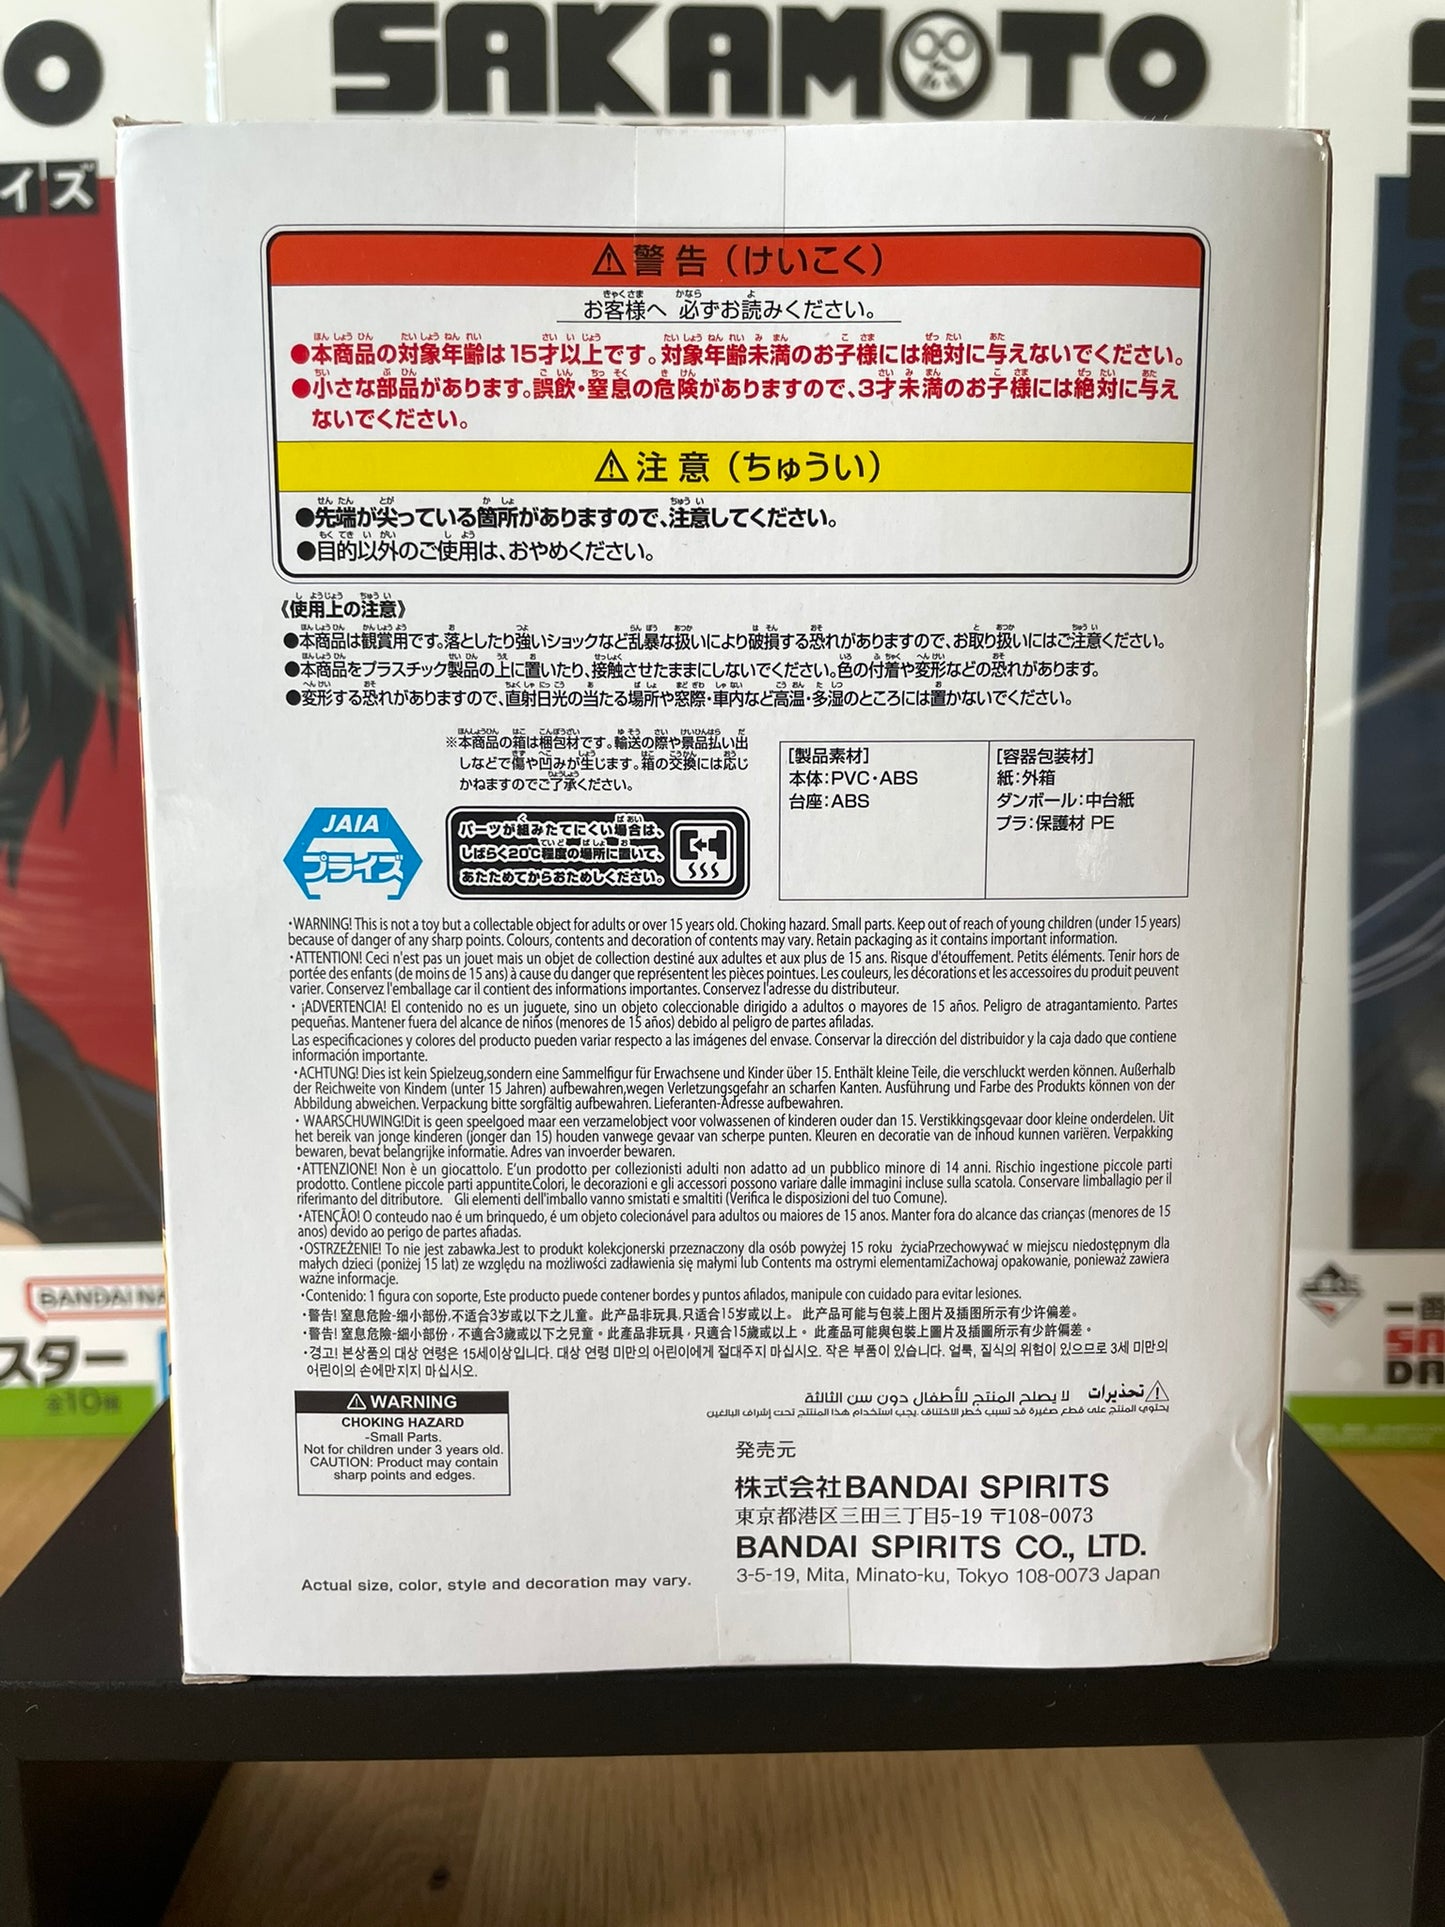 SAKAMOTO
イズ
⚠警告(けいこく)
お客様へ 必ずお読みください。
●本商品の対象年齢は15才以上です。対象年齢未満のお子様には絶対に与えないでください。
●小さな部品があります。誤飲・窒息の危険がありますので、3才未満のお子様には絶対に与え
ないでください。
⚠注意(ちゅうい)
●先端が尖っている箇所がありますので、注意してください。
●目的以外のご使用は、おやめください。
《使用上の注意》
●本商品は観賞用です。落としたり強いショックなど乱暴な扱いにより破損する恐れがありますので、お取り扱いにはご注意ください。
●本商品をプラスチック製品の上に置いたり、接触させたままにしないでください。色の付着や変形などの恐れがあります。
●変形する恐れがありますので、直射日光の当たる場所や窓際・車内など高温・多湿のところには置かないでください。
※本商品の箱は梱包材です。輸送の際や景品払い出
しなどで傷や凹みが生じます。箱の交換には応じ
かねますのでご了承ください。
[製品素材]
本体:PVC・ABS
台座:ABS
[容器包装材]
紙:外箱
ダンボール:中台紙
プラ:保護材 PE
JAIA
プライズ
パーツが組みたてにくい場合は、
しばらく20℃程度の場所に置いて、
あたためてからおためしください。
・WARNING! This is not a toy but a collectable object for adults or over 15 years old. Choking hazard. Small parts. Keep out of reach of young children (under 15 years)
because of danger of any sharp points. Colours, contents and decoration of contents may vary. Retain packaging as it contains important information.
・ATTENTION! Ceci n'est pas un jouet mais un objet de collection destiné aux adultes et aux plus de 15 ans. Risque d'étouffement. Petits éléments. Tenir hors de
portée des enfants (de moins de 15 ans) à cause du danger que représentent les pièces pointues. Les couleurs, les décorations et les accessoires du produit peuvent
varier. Conservez l'emballage car il contient des informations importantes. Conservez l'adresse du distributeur.
・ ¡ADVERTENCIA! El contenido no es un juguete, sino un objeto coleccionable dirigido a adultos o mayores de 15 años. Peligro de atragantamiento. Partes
pequeñas. Mantener fuera del alcance de niños (menores de 15 años) debido al peligro de partes afiladas.
Las especificaciones y colores del producto pueden variar respecto a las imágenes del envase. Conservar la dirección del distribuidor y la caja dado que contiene
información importante.
・ACHTUNG! Dies ist kein Spielzeug,sondern eine Sammelfigur für Erwachsene und Kinder über 15. Enthält kleine Teile, die verschluckt werden können. Außerhalb
der Reichweite von Kindem (unter 15 Jahren) aufbewahren,wegen Verletzungsgefahr an scharfen Kanten. Ausführung und Farbe des Produkts können von der
Abbildung abweichen. Verpackung bitte sorgfältig aufbewahren. Lieferanten-Adresse aufbewahren.
・ WAARSCHUWING!Dit is geen speelgoed maar een verzamelobject voor volwassenen of kinderen ouder dan 15. Verstikkingsgevaar door kleine onderdelen. Uit
het bereik van jonge kinderen (jonger dan 15) houden vanwege gevaar van scherpe punten. Kleuren en decoratie van de inhoud kunnen variëren. Verpakking
bewaren, bevat belangrijke informatie. Adres van invoerder bewaren.
・ATTENZIONE! Non è un giocattolo. E'un prodotto per collezionisti adulti non adatto ad un pubblico minore di 14 anni. Rischio ingestione piccole parti
prodotto. Contlene piccole parti appuntite.Colori, le decorazioni e gli accessori possono variare dalle immagini incluse sulla scatola. Conservare limballagio per il
riferimanto del ditributore. Gli elementi dell'imballo vanno smistati e smaltiti (Verifica le disposizioni del tuo Comune).
・ATENÇÃO! O conteudo nao é um brinquedo, é um objeto colecionável para adultos ou maiores de 15 anos. Manter fora do alcance das crianças (menores de 15
anos) devido ao perigo de partes afiadas.
・OSTRZEŻENIE! To nie jest zabawka.Jest to produkt kolekcjonerski przeznaczony dla osób powyżej 15 roku życiaPrzechowywać w miejscu niedostępnym dla
małych dzieci (poniżej 15 lat) ze względu na możliwości zadławienia się małymi lub Contents ma ostrymi elementamiZachowaj opakowanie, ponieważ zawiera
ważne informacje.
・Contenido: 1 figura con soporte, Este producto puede contener bordes y puntos afilados, manipule con cuidado para evitar lesiones.
・警告! 窒息危险-细小部份,不适合3岁或以下之儿童。此产品非玩具,只适合15岁或以上。 此产品可能与包装上图片及插图所示有少许偏差。
・警告! 窒息危險-細小部份,不適合3歲或以下之兒童。此產品非玩具,只適合15歲或以上。 此產品可能與包裝上圖片及插圖所示有少許偏差。
・경고! 본상품의 대상 연령은 15세이상입니다. 대상 연령 미만의 어린이에게 절대주지 마십시오. 작은 부품이 있습니다. 얼룩, 질식의 위험이 있으므로 3세 미만의
어린이의 손에만지지 마십시오.
⚠ تحذيرات لا يصلح المنتج للأطفال دون سن الثالثة
يحتوي المنتج على قطع صغيرة قد تسبب خطر الاختناق. يجب استخدام هذا المنتج تحت إشراف البالغين
⚠ WARNING
CHOKING HAZARD
-Small Parts.
Not for children under 3 years old.
CAUTION: Product may contain
sharp points and edges.
発売元
株式会社BANDAI SPIRITS
東京都港区三田三丁目5-19 〒108-0073
BANDAI SPIRITS CO., LTD.
3-5-19, Mita, Minato-ku, Tokyo 108-0073 Japan
Actual size, color, style and decoration may vary.
BANDAI NA
スター
全10種
一番
SA
DA